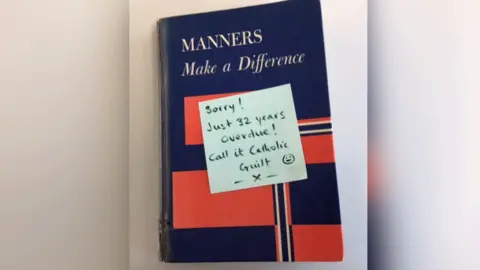 MANNERS
Make a Difference
Sorry!
Just 32 years
overdue!
Call it Catholic
Guilt ☺
— x —